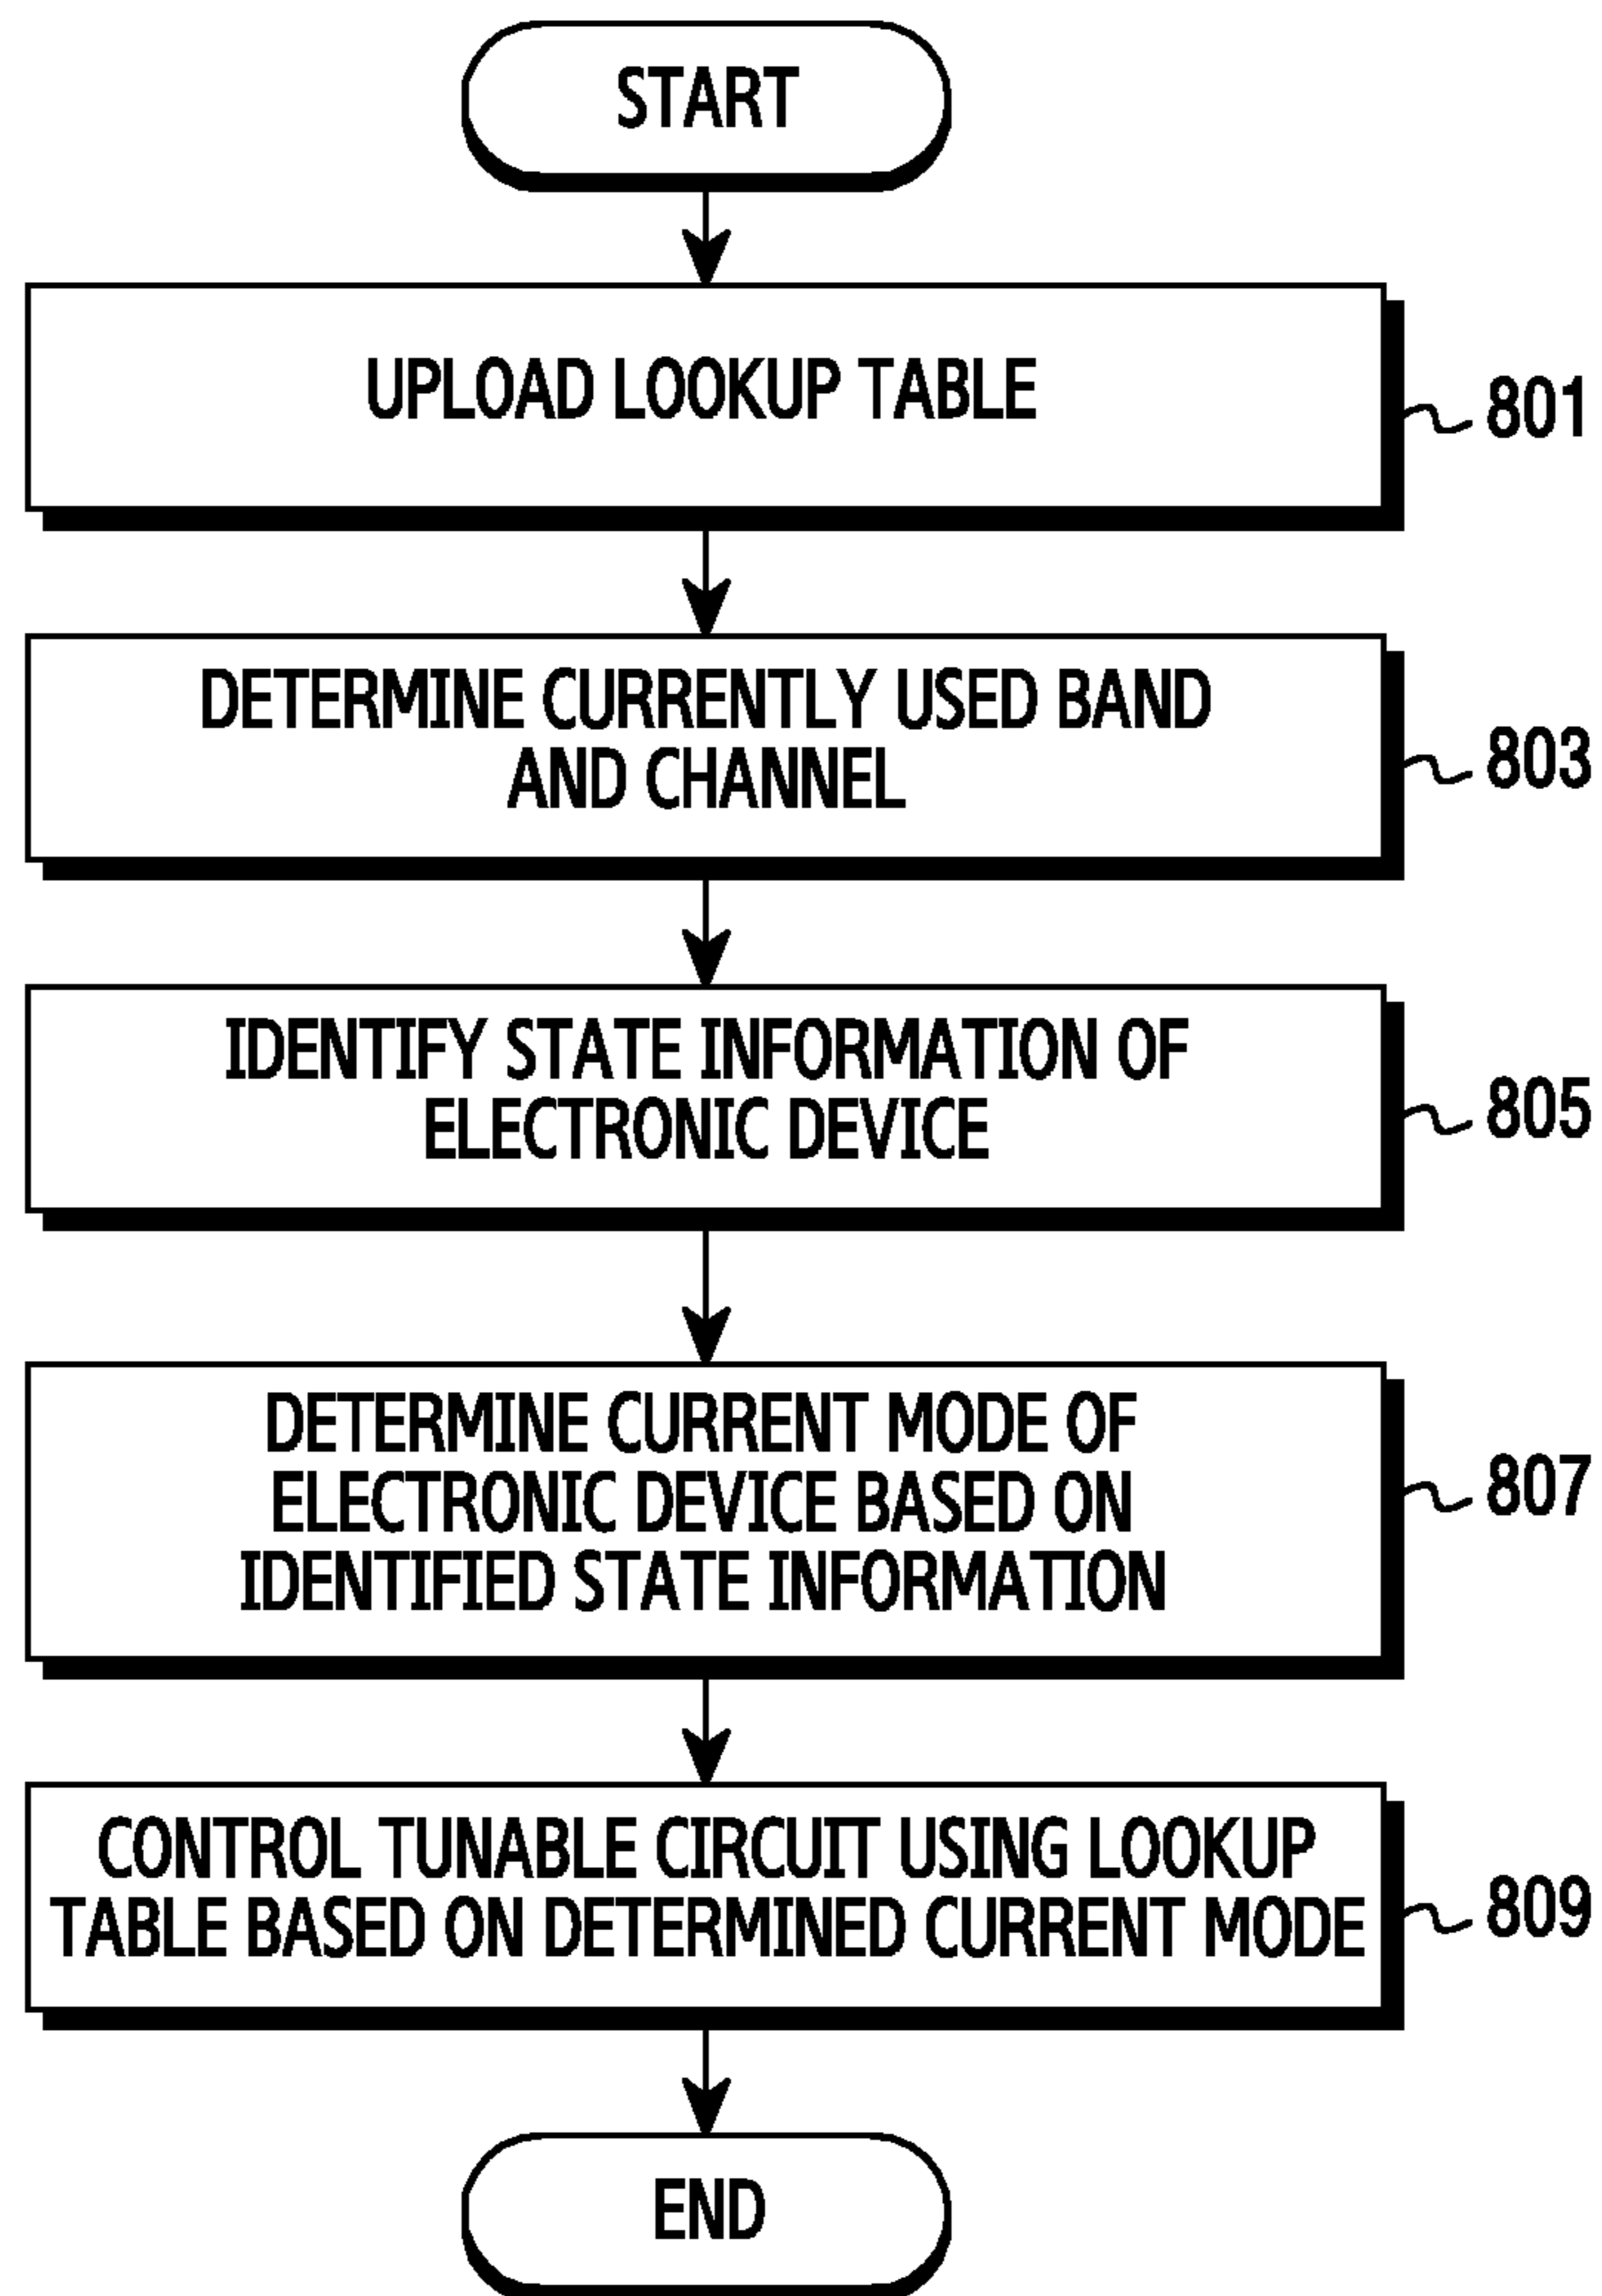 START
UPLOAD LOOKUP TABLE
801
DETERMINE CURRENTLY USED BAND
AND CHANNEL
803
IDENTIFY STATE INFORMATION OF
ELECTRONIC DEVICE
805
DETERMINE CURRENT MODE OF
ELECTRONIC DEVICE BASED ON
IDENTIFIED STATE INFORMATION
807
CONTROL TUNABLE CIRCUIT USING LOOKUP
TABLE BASED ON DETERMINED CURRENT MODE
809
END